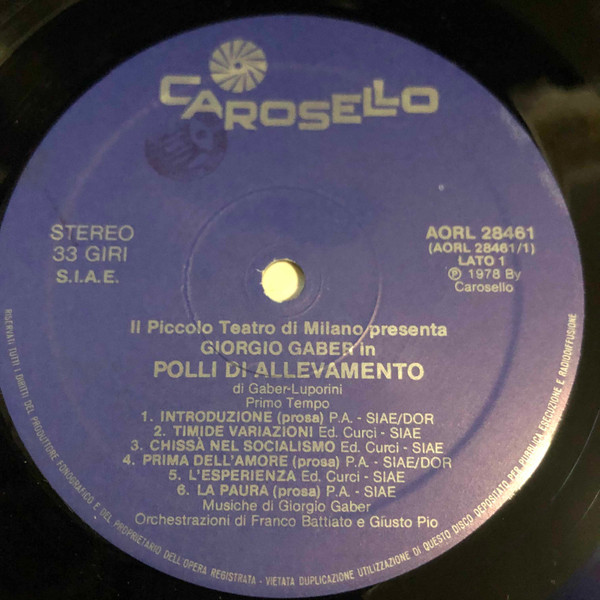 CAROSELLO
STEREO
33 GIRI
S.I.A.E.
AORL 28461
(AORL 28461/1)
LATO 1
Ⓟ 1978 By
Carosello
Il Piccolo Teatro di Milano presenta
GIORGIO GABER in
POLLI DI ALLEVAMENTO
di Gaber-Luporini
Primo Tempo
1. INTRODUZIONE (prosa) P.A. - SIAE/DOR
2. TIMIDE VARIAZIONI Ed. Curci - SIAE
3. CHISSÀ NEL SOCIALISMO Ed. Curci - SIAE
4. PRIMA DELL'AMORE (prosa) P.A. - SIAE/DOR
5. L'ESPERIENZA Ed. Curci - SIAE
6. LA PAURA (prosa) P.A. - SIAE
Musiche di Giorgio Gaber
Orchestrazioni di Franco Battiato e Giusto Pio
RISERVATI TUTTI I DIRITTI DEL PRODUTTORE FONOGRAFICO E DEL PROPRIETARIO DELL'OPERA REGISTRATA - VIETATA DUPLICAZIONE UTILIZZAZIONE DI QUESTO DISCO DEPOSITATO PER PUBBLICA ESECUZIONE E RADIODIFFUSIONE